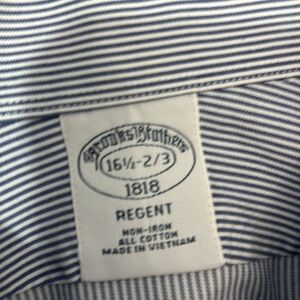 Brooks Brothers
16½-2/3
1818
REGENT
NON-IRON
ALL COTTON
MADE IN VIETNAM